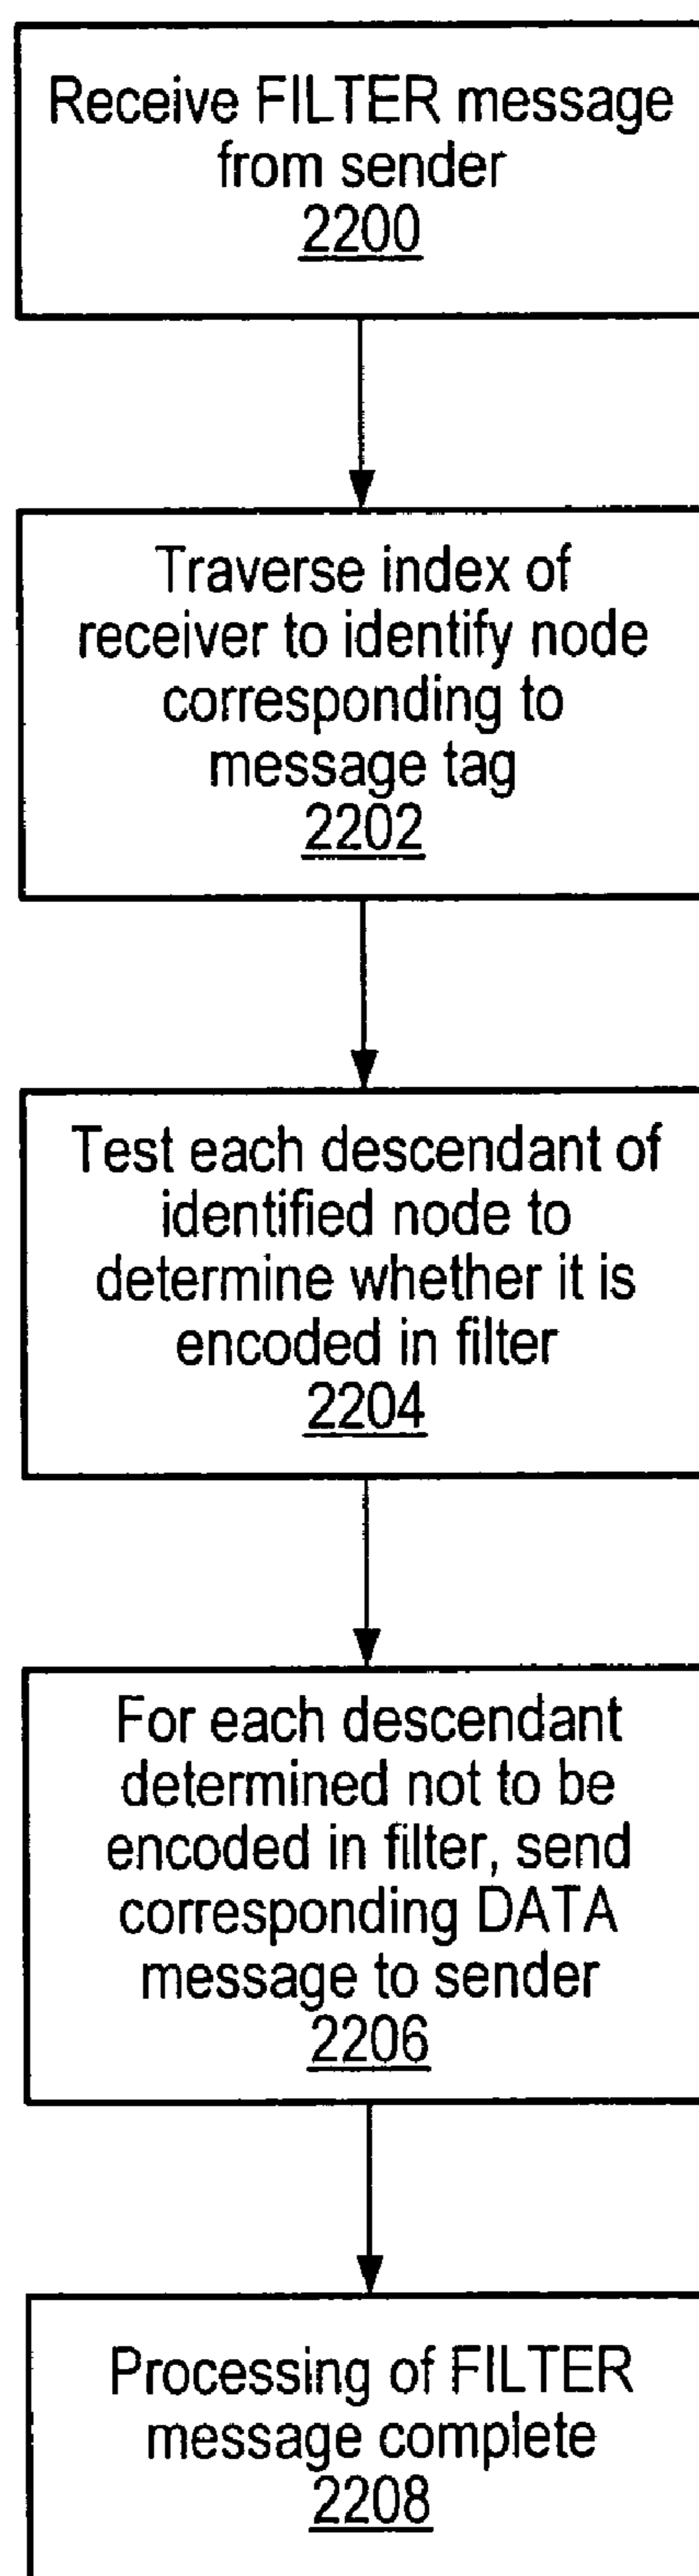 Receive FILTER message
from sender
2200
Traverse index of
receiver to identify node
corresponding to
message tag
2202
Test each descendant of
identified node to
determine whether it is
encoded in filter
2204
For each descendant
determined not to be
encoded in filter, send
corresponding DATA
message to sender
2206
Processing of FILTER
message complete
2208